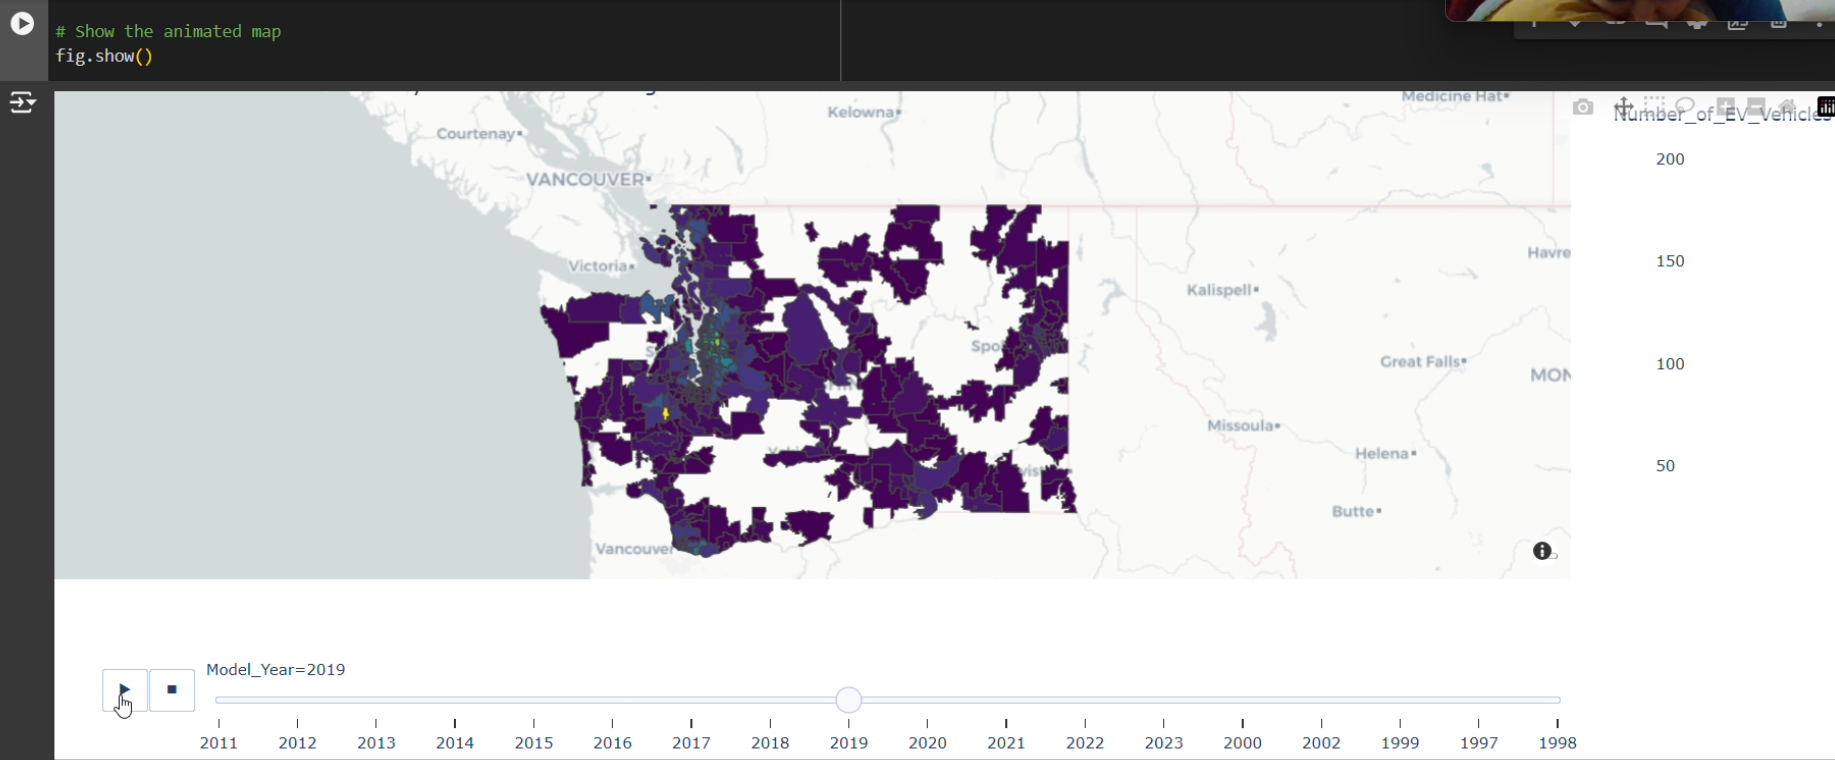 # Show the animated map
fig.show()
Medicine Hat
Kelowna
Number_of_EV_Vehicles
Courtenay
200
VANCOUVER
Havre
150
Victoria
Kalispell
Great Falls
100
MON
Missoula
Helena
50
Butte
Vancouver
Model_Year=2019
2011 2012 2013 2014 2015 2016 2017 2018 2019 2020 2021 2022 2023 2000 2002 1999 1997 1998